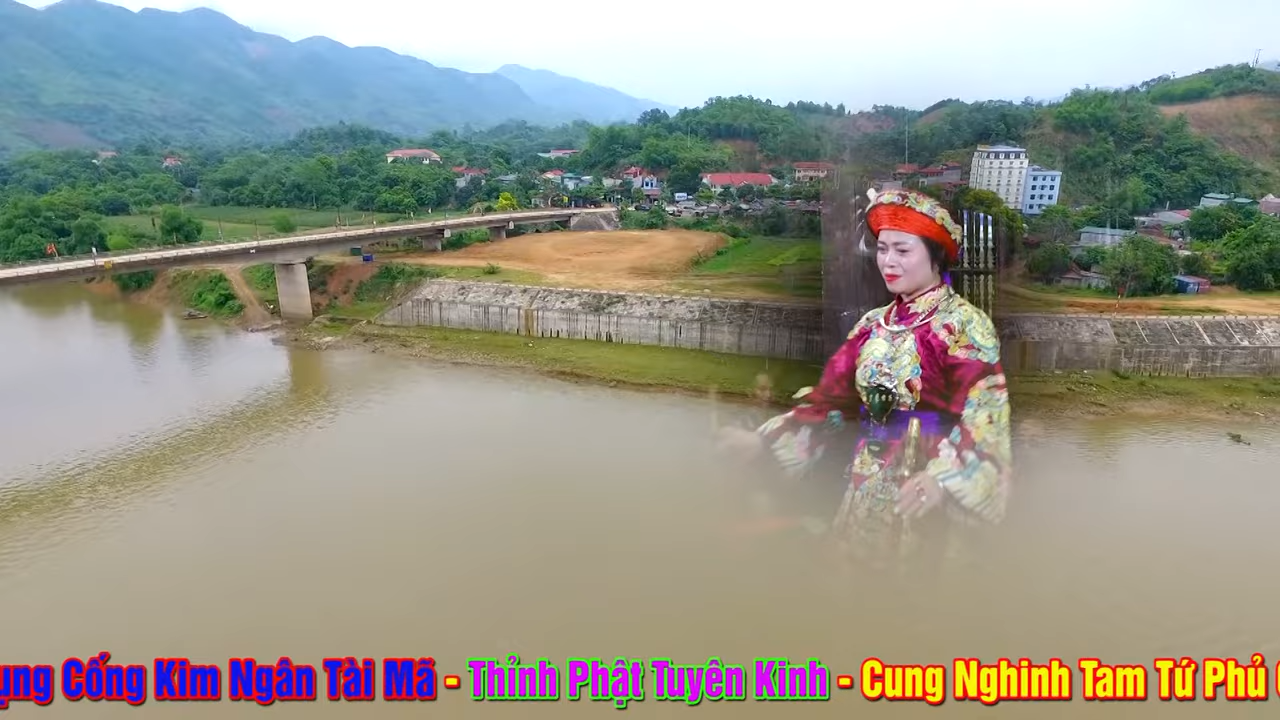 Cống Kim Ngân Tài Mã - Thỉnh Phật Tuyên Kinh - Cung Nghinh Tam Tứ Phủ